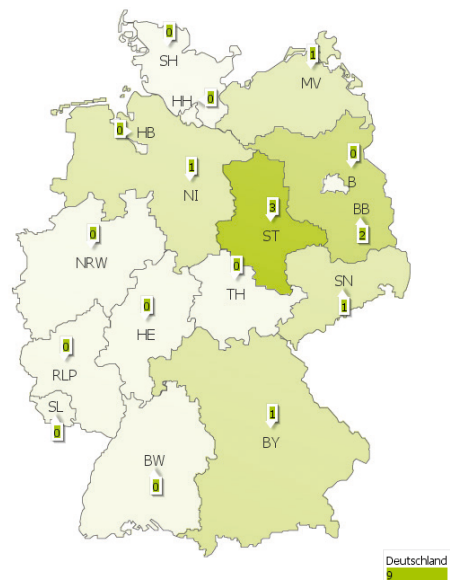 0
SH
1
MV
HH
0
0
HB
0
B
1
NI
3
ST
BB
2
0
NRW
0
TH
SN
1
0
HE
0
RLP
SL
0
1
BY
BW
0
Deutschland
9